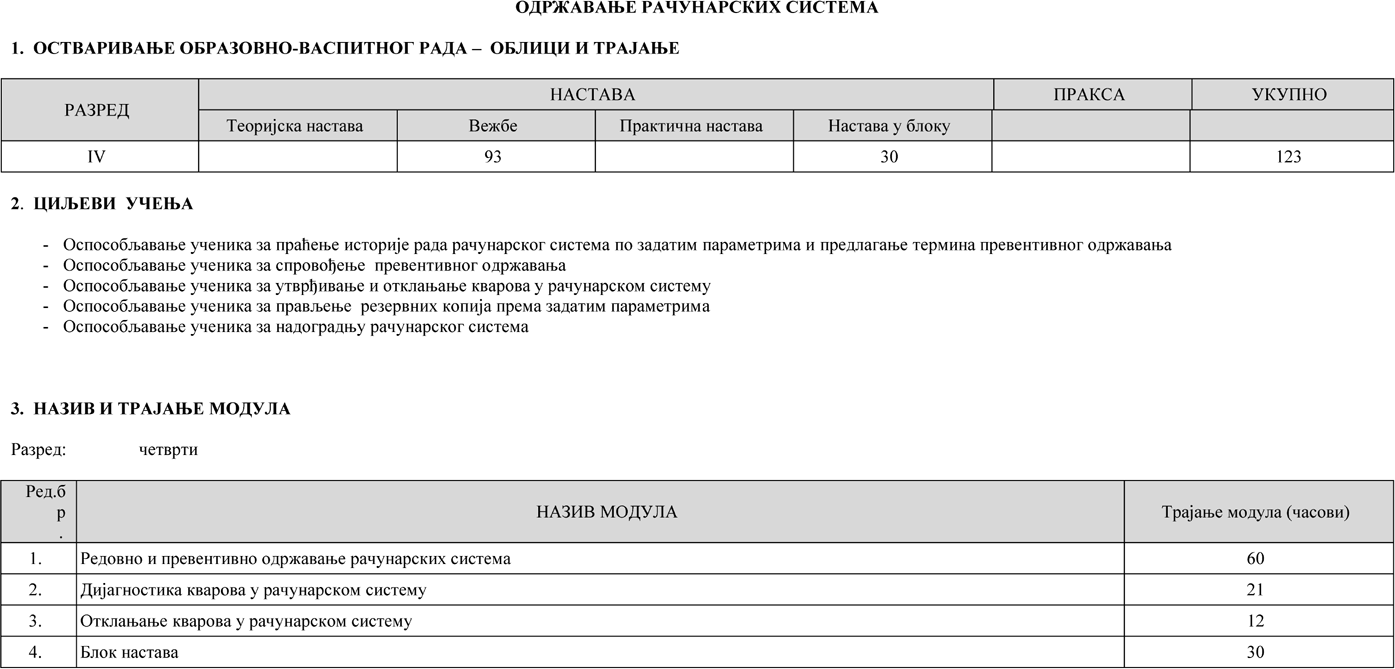 ОДРЖАВАЊЕ РАЧУНАРСКИХ СИСТЕМА
1. ОСТВАРИВАЊЕ ОБРАЗОВНО-ВАСПИТНОГ РАДА – ОБЛИЦИ И ТРАЈАЊЕ
РАЗРЕД НАСТАВА ПРАКСА УКУПНО
Теоријска настава Вежбе Практична настава Настава у блоку
IV 93 30 123
2. ЦИЉЕВИ УЧЕЊА
- Оспособљавање ученика за праћење историје рада рачунарског система по задатим параметрима и предлагање термина превентивног одржавања
- Оспособљавање ученика за спровођење превентивног одржавања
- Оспособљавање ученика за утврђивање и отклањање кварова у рачунарском систему
- Оспособљавање ученика за прављење резервних копија према задатим параметрима
- Оспособљавање ученика за надоградњу рачунарског система
3. НАЗИВ И ТРАЈАЊЕ МОДУЛА
Разред: четврти
Ред.б
р
.
НАЗИВ МОДУЛА Трајање модула (часови)
1. Редовно и превентивно одржавање рачунарских система 60
2. Дијагностика кварова у рачунарском систему 21
3. Отклањање кварова у рачунарском систему 12
4. Блок настава 30